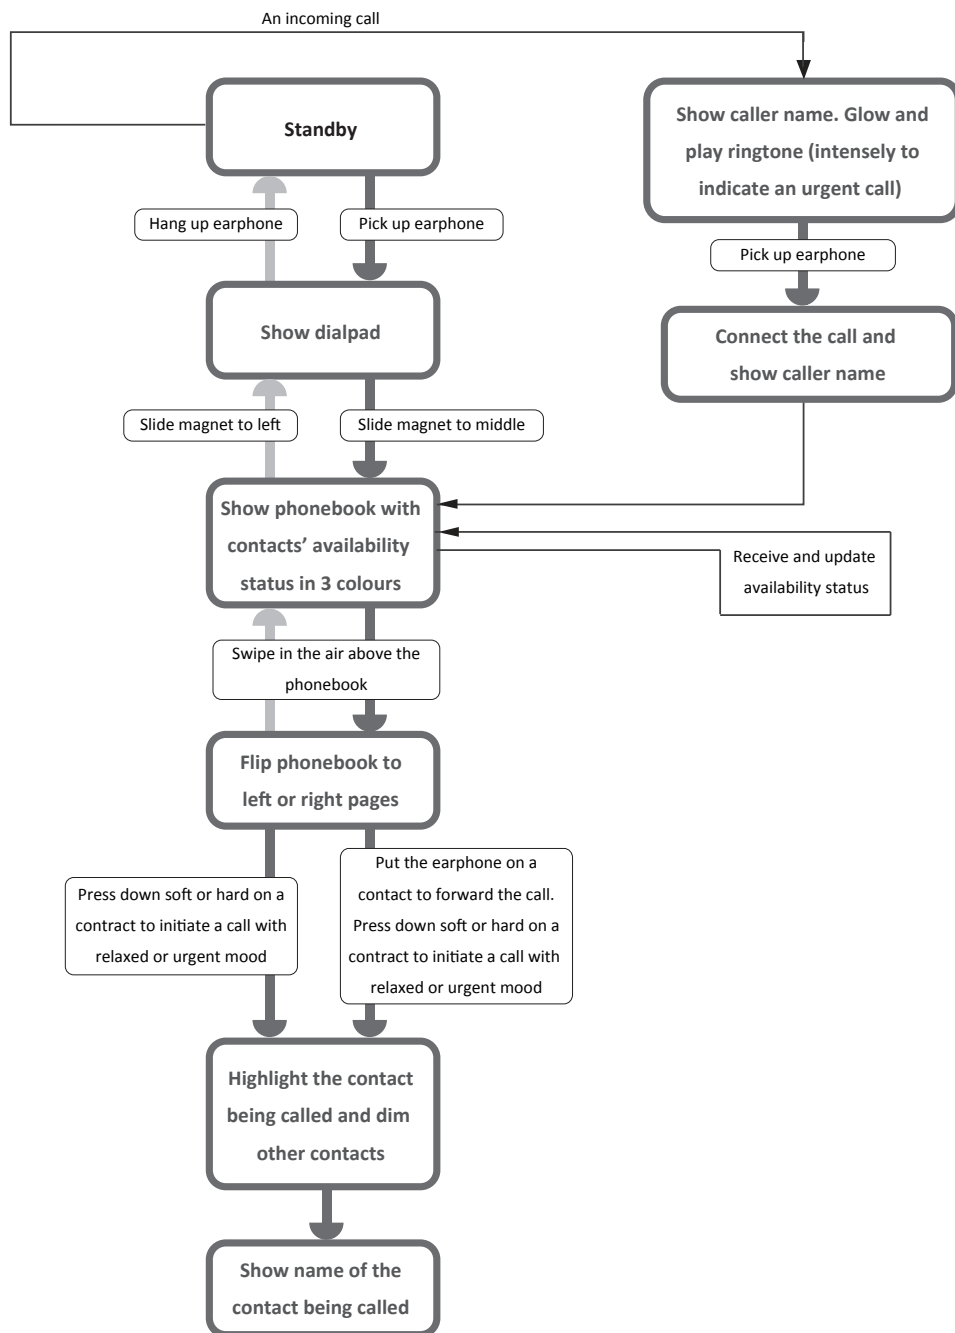 An incoming call
Standby
Show caller name. Glow and
play ringtone (intensely to
indicate an urgent call)
Hang up earphone
Pick up earphone
Pick up earphone
Show dialpad
Connect the call and
show caller name
Slide magnet to left
Slide magnet to middle
Show phonebook with
contacts’ availability
status in 3 colours
Receive and update
availability status
Swipe in the air above the
phonebook
Flip phonebook to
left or right pages
Press down soft or hard on a
contract to initiate a call with
relaxed or urgent mood
Put the earphone on a
contact to forward the call.
Press down soft or hard on a
contract to initiate a call with
relaxed or urgent mood
Highlight the contact
being called and dim
other contacts
Show name of the
contact being called